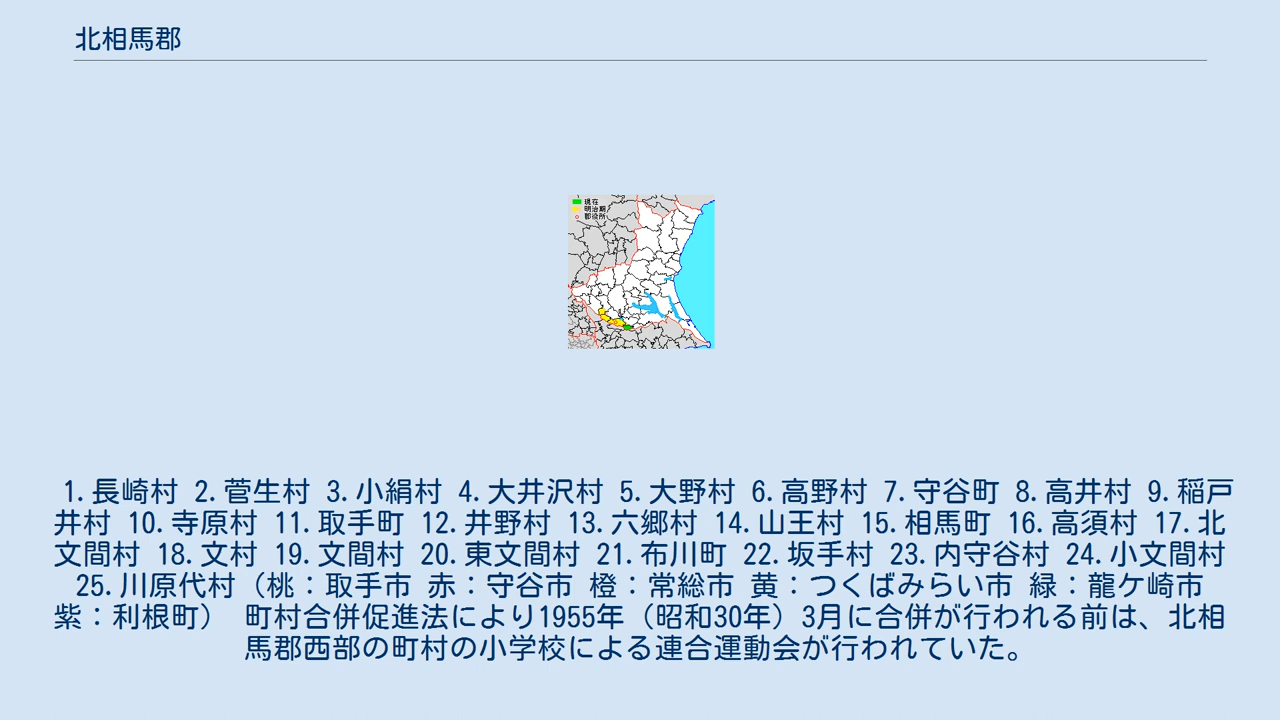 北相馬郡
現在
明治期
郡役所
1.長崎村 2.菅生村 3.小絹村 4.大井沢村 5.大野村 6.高野村 7.守谷町 8.高井村 9.稲戸
井村 10.寺原村 11.取手町 12.井野村 13.六郷村 14.山王村 15.相馬町 16.高須村 17.北
文間村 18.文村 19.文間村 20.東文間村 21.布川町 22.坂手村 23.内守谷村 24.小文間村
25.川原代村（桃：取手市 赤：守谷市 橙：常総市 黄：つくばみらい市 緑：龍ケ崎市
紫：利根町） 町村合併促進法により1955年（昭和30年）3月に合併が行われる前は、北相
馬郡西部の町村の小学校による連合運動会が行われていた。